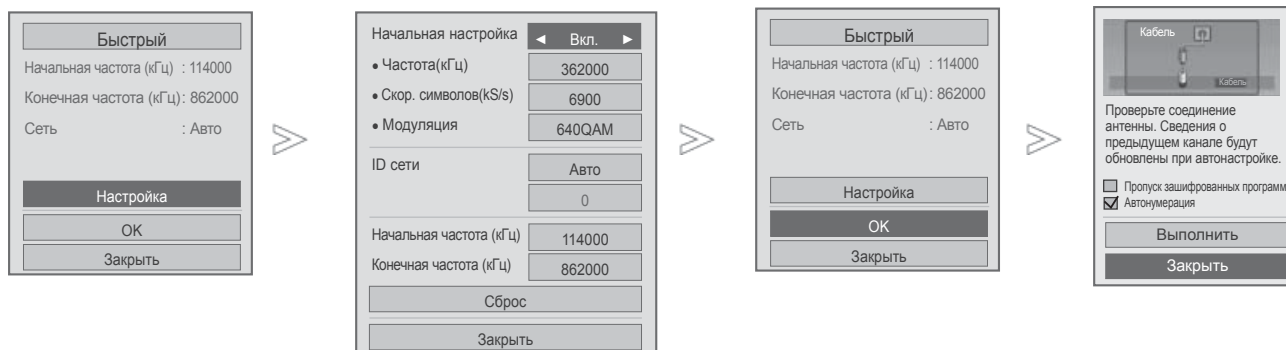 Быстрый
Начальная частота (кГц) : 114000
Конечная частота (кГц): 862000
Сеть : Авто
Настройка
OK
Закрыть
Начальная настройка ◄ Вкл. ►
• Частота(кГц) 362000
• Скор. символов(kS/s) 6900
• Модуляция 640QAM
ID сети Авто
0
Начальная частота (кГц) 114000
Конечная частота (кГц) 862000
Сброс
Закрыть
Быстрый
Начальная частота (кГц) : 114000
Конечная частота (кГц): 862000
Сеть : Авто
Настройка
OK
Закрыть
Кабель
Кабель
Проверьте соединение
антенны. Сведения о
предыдущем канале будут
обновлены при автонастройке.
Пропуск зашифрованных программ
Автонумерация
Выполнить
Закрыть